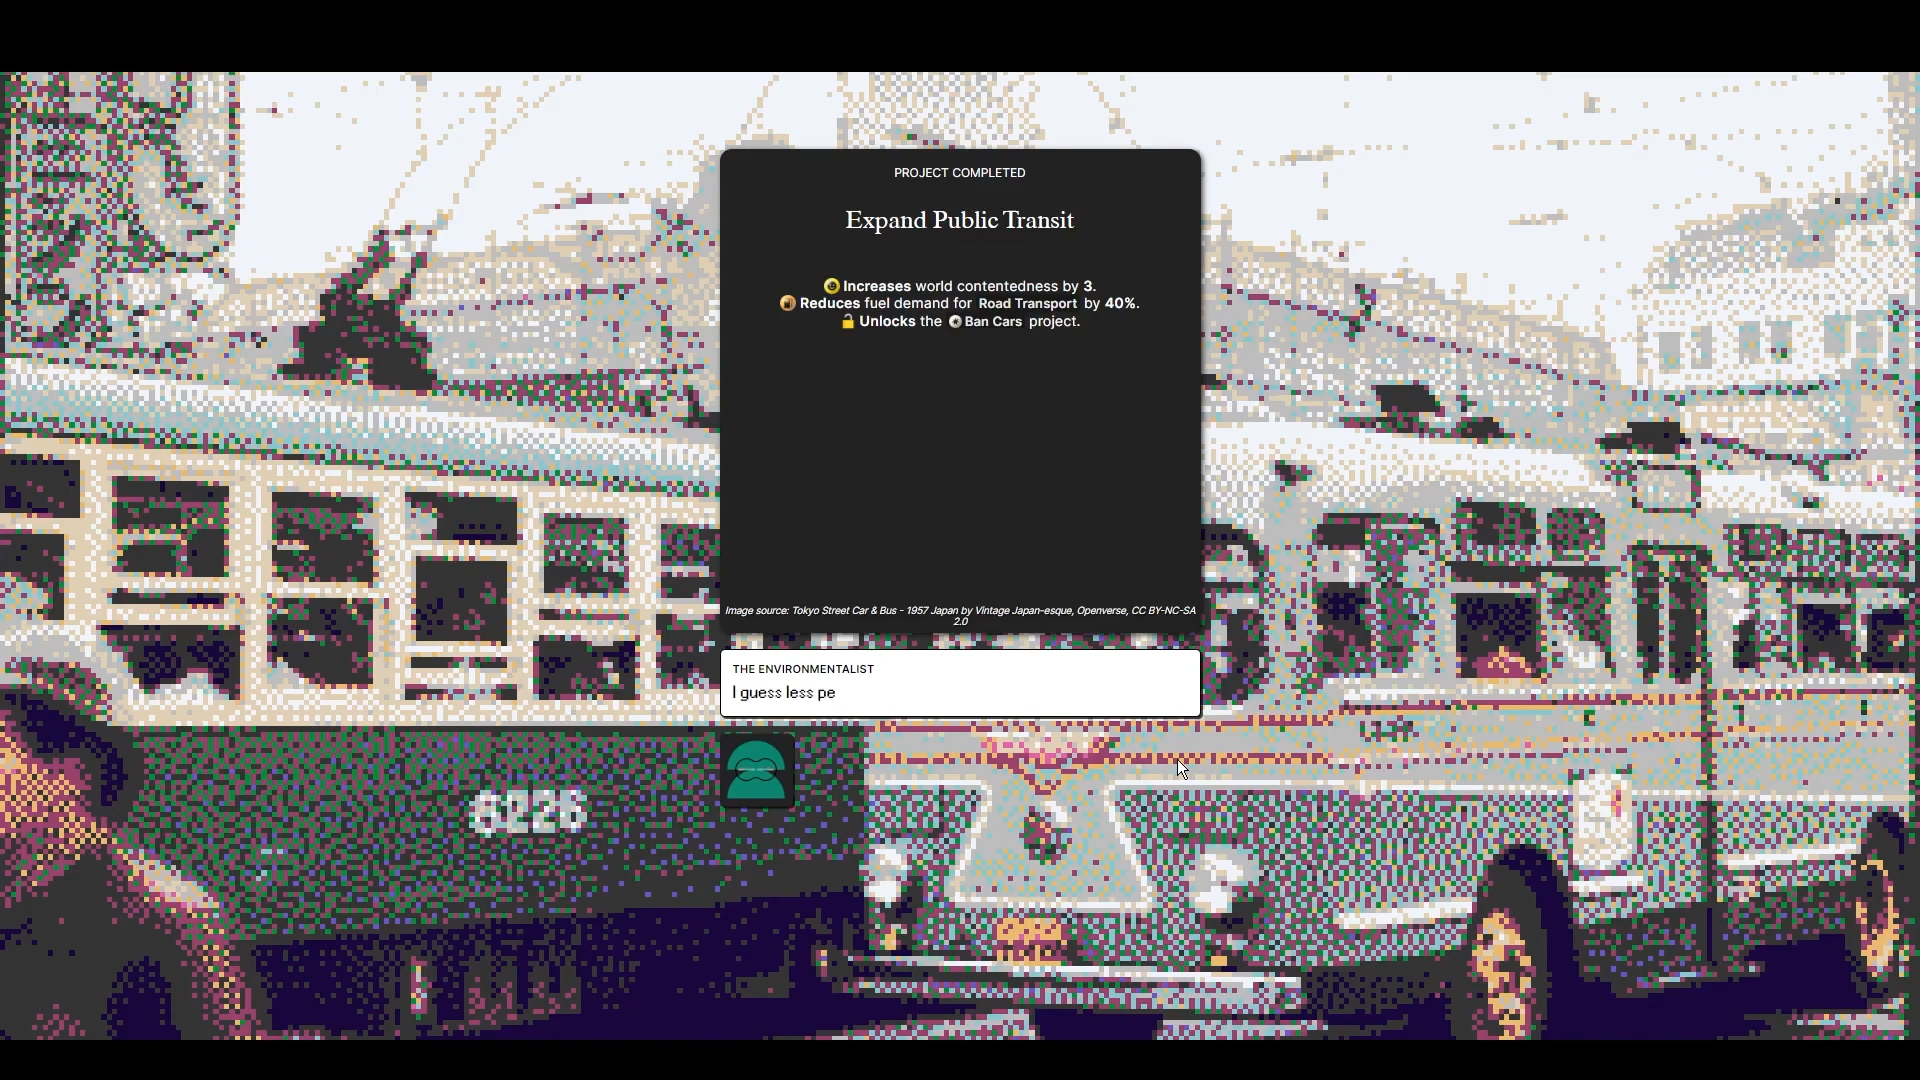 PROJECT COMPLETED
Expand Public Transit
Increases world contentedness by 3.
Reduces fuel demand for Road Transport by 40%.
Unlocks the Ban Cars project.
Image source: Tokyo Street Car & Bus - 1957 Japan by Vintage Japan-esque, Openverse, CC BY-NC-SA
2.0
THE ENVIRONMENTALIST
I guess less pe
6226